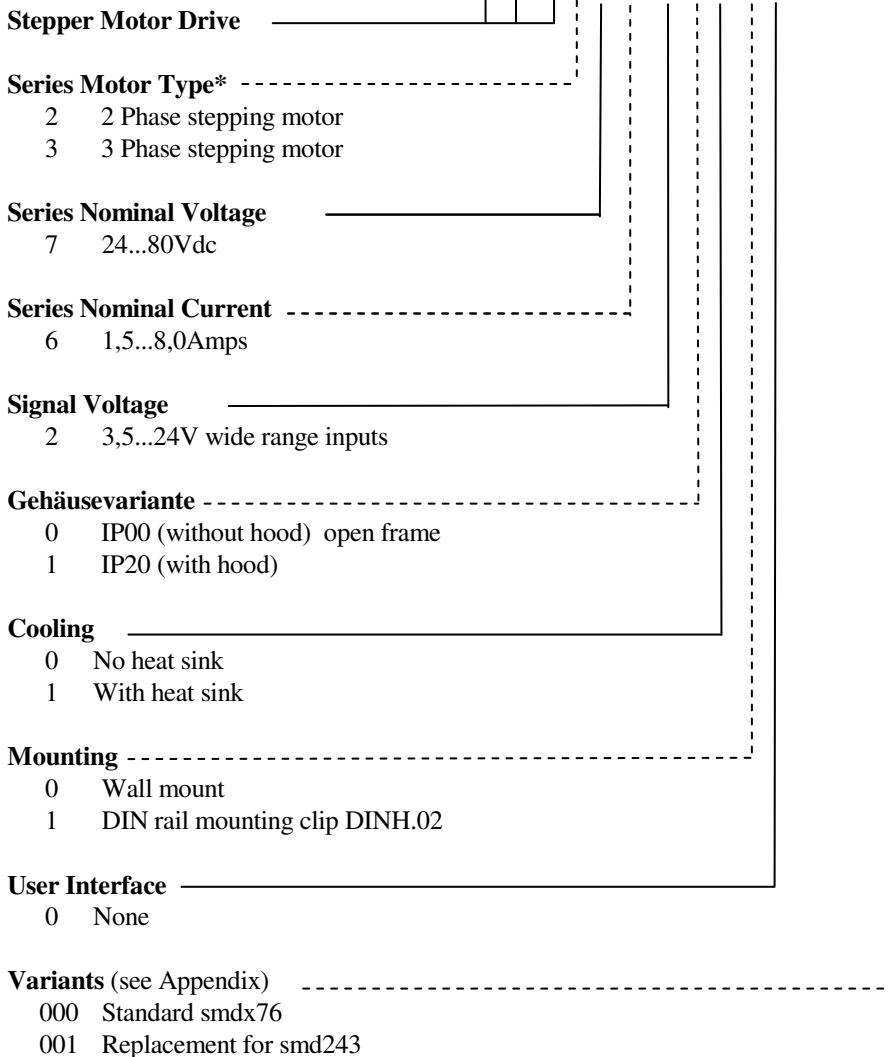 Stepper Motor Drive
Series Motor Type*
2 2 Phase stepping motor
3 3 Phase stepping motor
Series Nominal Voltage
7 24...80Vdc
Series Nominal Current
6 1,5...8,0Amps
Signal Voltage
2 3,5...24V wide range inputs
Gehäusevariante
0 IP00 (without hood) open frame
1 IP20 (with hood)
Cooling
0 No heat sink
1 With heat sink
Mounting
0 Wall mount
1 DIN rail mounting clip DINH.02
User Interface
0 None
Variants (see Appendix)
000 Standard smdx76
001 Replacement for smd243